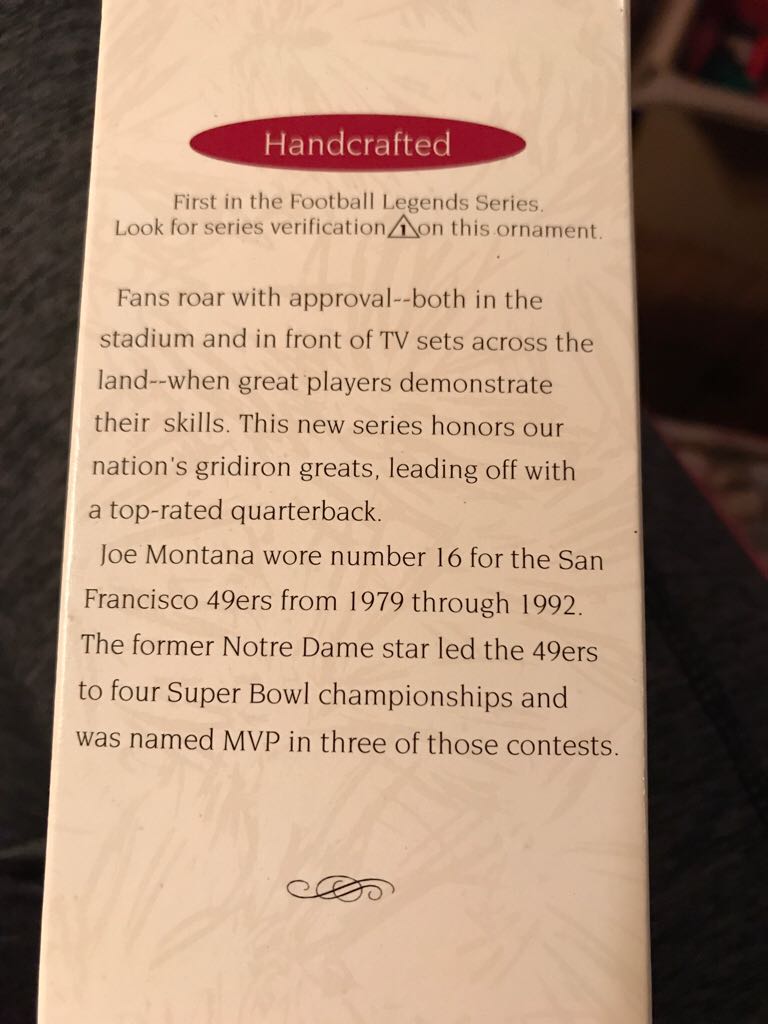 Handcrafted
First in the Football Legends Series.
Look for series verification 1 on this ornament.
Fans roar with approval--both in the
stadium and in front of TV sets across the
land--when great players demonstrate
their skills. This new series honors our
nation's gridiron greats, leading off with
a top-rated quarterback.
Joe Montana wore number 16 for the San
Francisco 49ers from 1979 through 1992.
The former Notre Dame star led the 49ers
to four Super Bowl championships and
was named MVP in three of those contests.